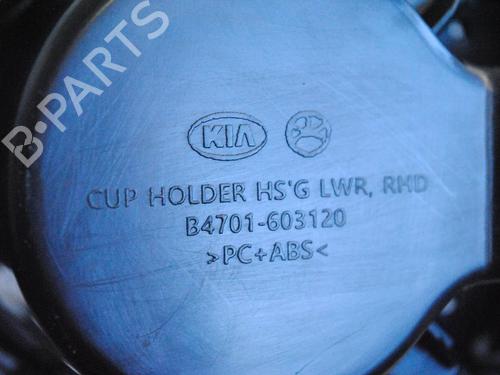 B-PARTS
KIA
CUP HOLDER HS'G LWR, RHD
B4701-603120
>PC+ABS<